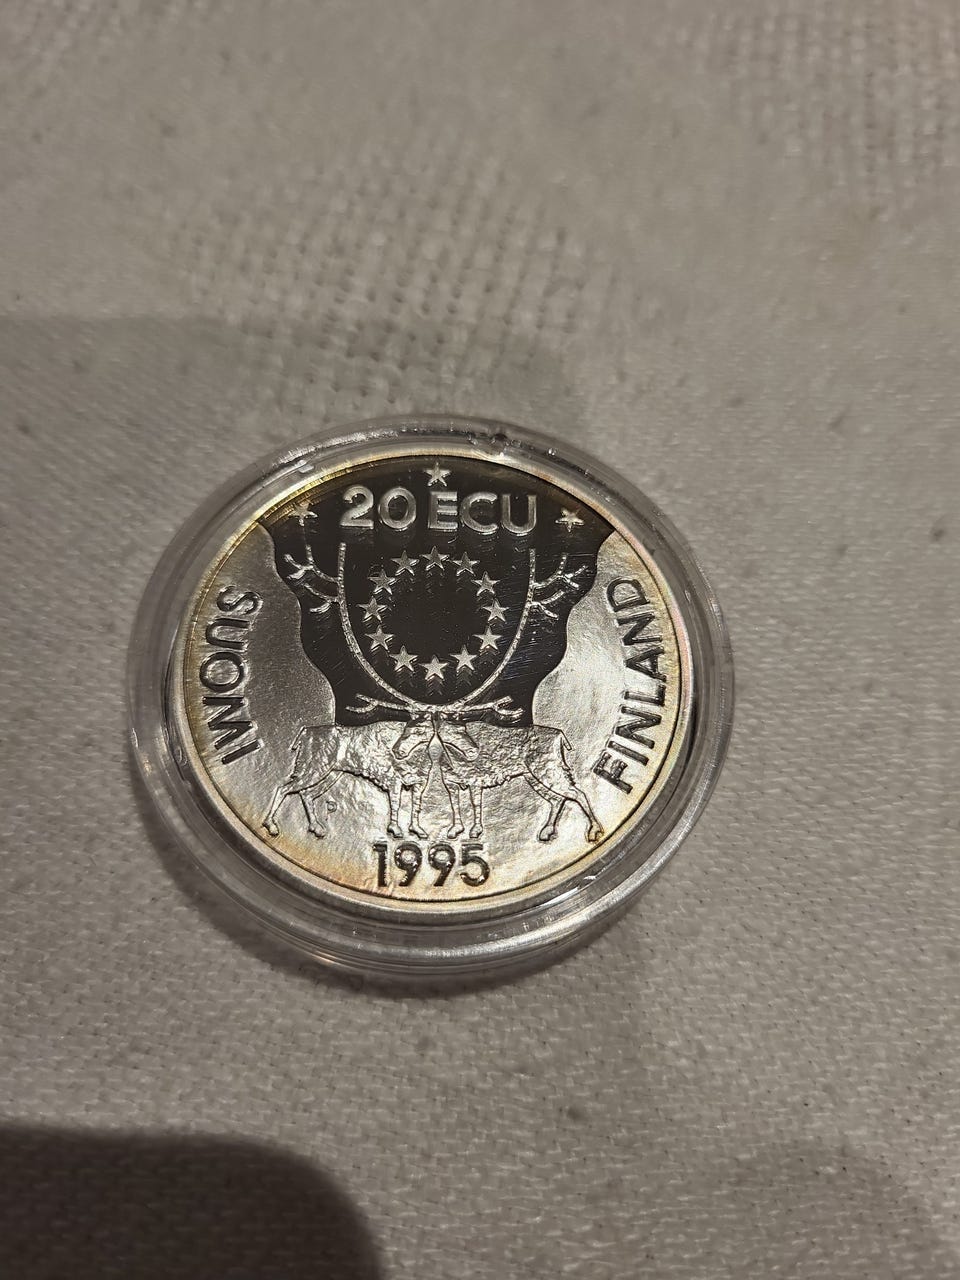 20 ECU
SUOMI
FINLAND
P
1995